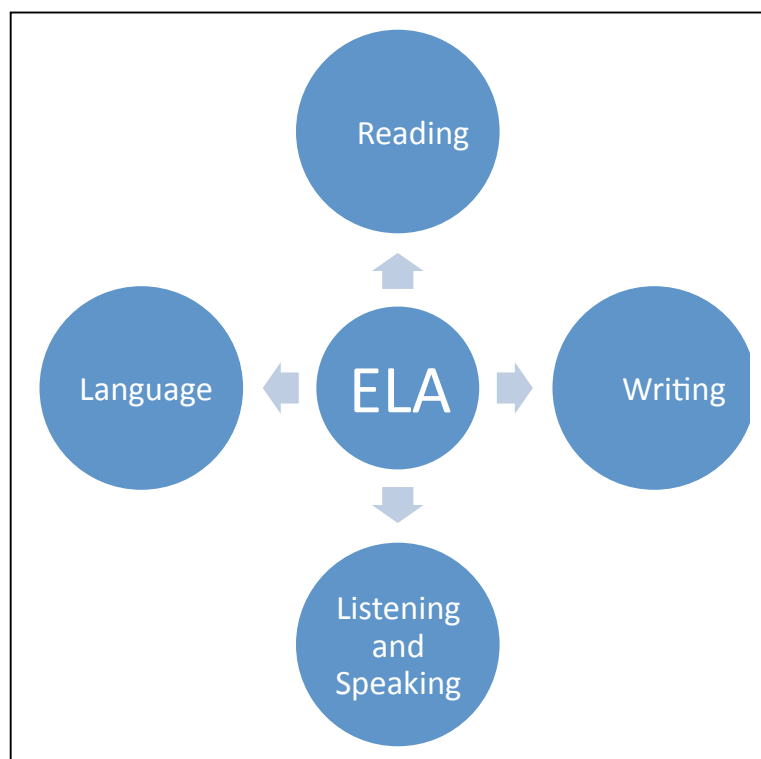 Reading
Language
ELA
Writing
Listening
and
Speaking